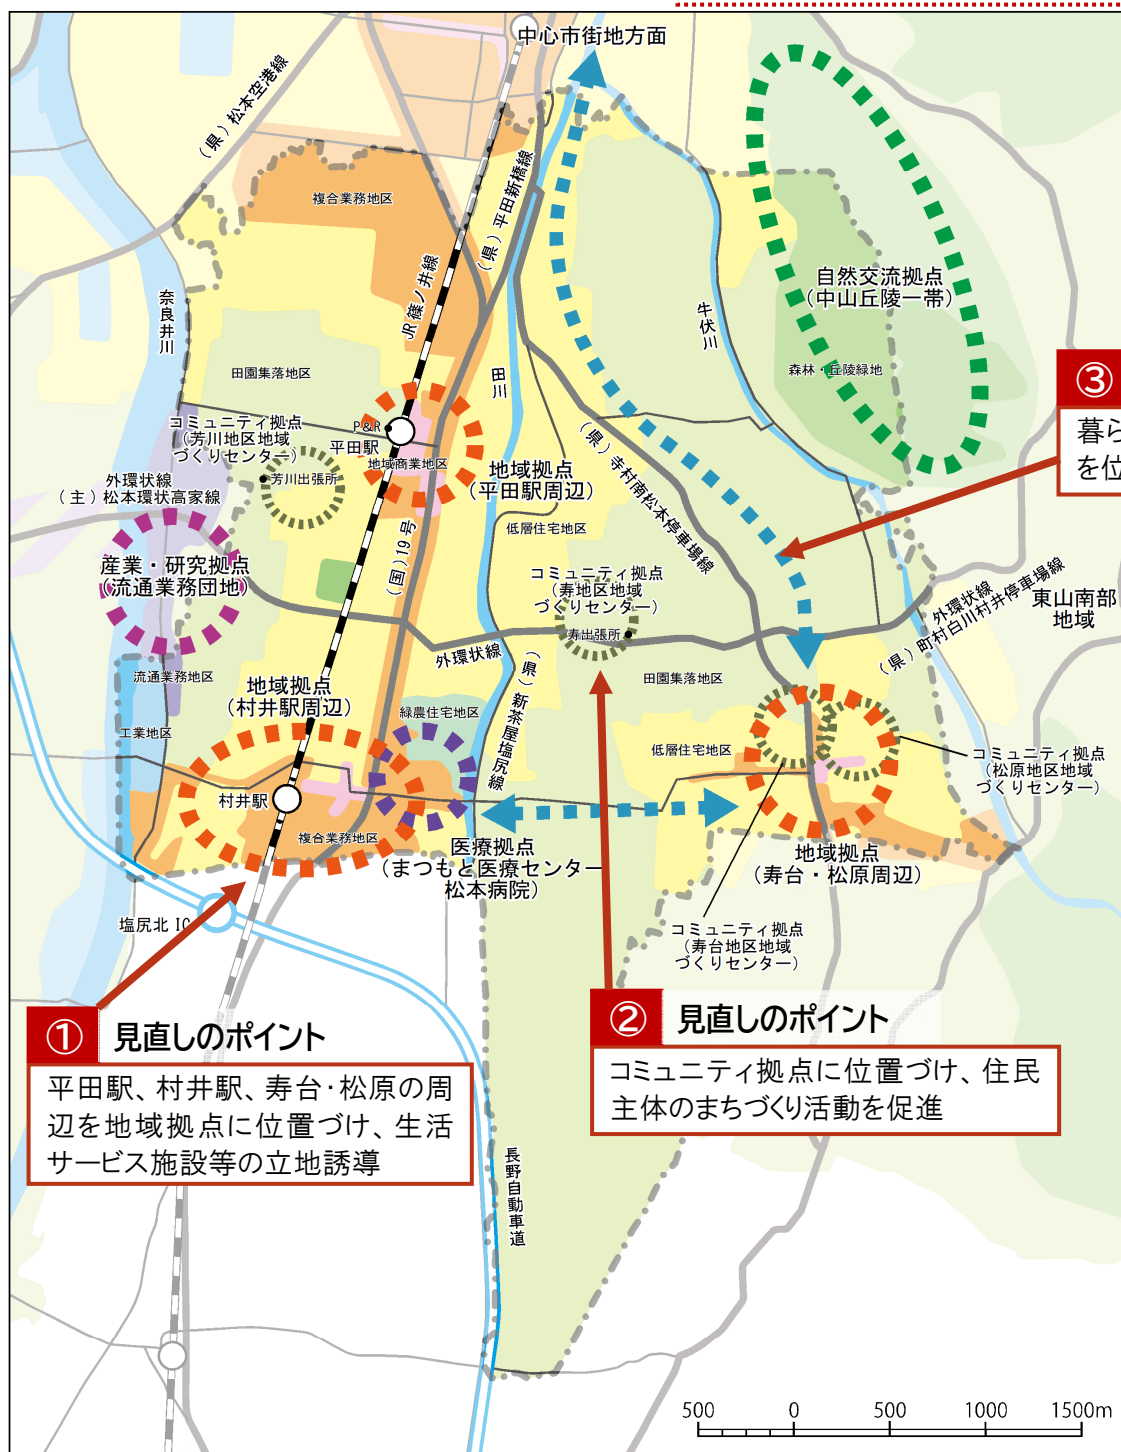 中心市街地方面
(県)松本空港線
複合業務地区
(県)平田新橋線
JR篠ノ井線
奈良井川
田川
牛伏川
自然交流拠点
(中山丘陵一帯)
森林・丘陵緑地
田園集落地区
コミュニティ拠点
(芳川地区地域
づくりセンター)
P&R
平田駅
地域商業地区
芳川出張所
地域拠点
(平田駅周辺)
(県)寺村南松本停車場線
③
暮ら
を位
外環状線
(主)松本環状高家線
(国)19号
低層住宅地区
産業・研究拠点
(流通業務団地)
コミュニティ拠点
(寿地区地域
づくりセンター)
寿出張所
外環状線
(県)町村白川村井停車場線
東山南部
地域
外環状線
(県)新茶屋塩尻線
流通業務地区
田園集落地区
地域拠点
(村井駅周辺)
緑農住宅地区
工業地区
低層住宅地区
コミュニティ拠点
(松原地区地域
づくりセンター)
村井駅
複合業務地区
医療拠点
(まつもと医療センター
松本病院)
地域拠点
(寿台・松原周辺)
塩尻北 IC
コミュニティ拠点
(寿台地区地域
づくりセンター)
① 見直しのポイント
平田駅、村井駅、寿台・松原の周
辺を地域拠点に位置づけ、生活
サービス施設等の立地誘導
② 見直しのポイント
コミュニティ拠点に位置づけ、住民
主体のまちづくり活動を促進
長野自動車道
500 0 500 1000 1500m